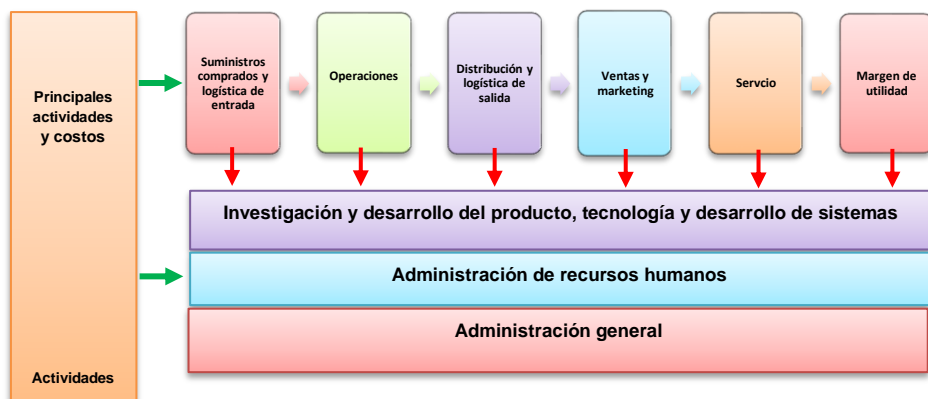 Principales
actividades
y costos
Actividades
Suministros
comprados y
logística de
entrada
Operaciones
Distribución y
logística de
salida
Ventas y
marketing
Servcio
Margen de
utilidad
Investigación y desarrollo del producto, tecnología y desarrollo de sistemas
Administración de recursos humanos
Administración general